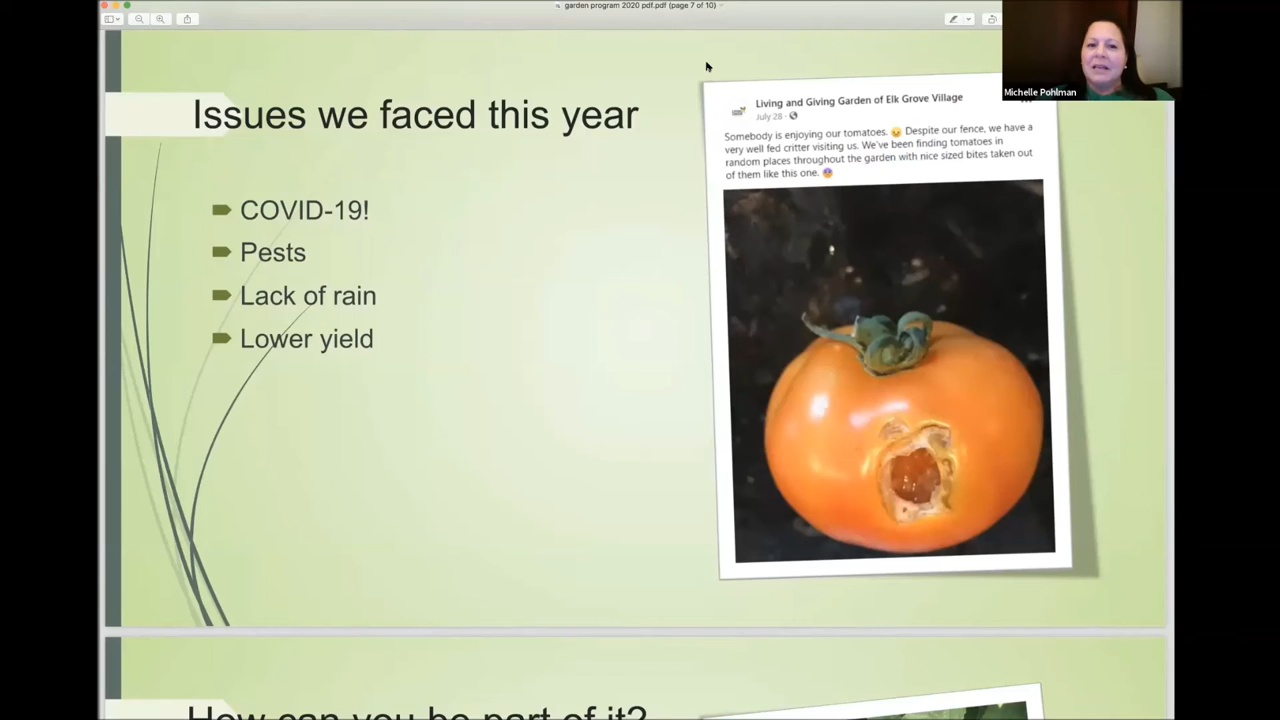 garden program 2020 pdf.pdf (page 7 of 10)
Michelle Pohlman
Issues we faced this year
COVID-19!
Pests
Lack of rain
Lower yield
Living and Giving Garden of Elk Grove Village
July 28 ·
Somebody is enjoying our tomatoes. 😠 Despite our fence, we have a
very well fed critter visiting us. We've been finding tomatoes in
random places throughout the garden with nice sized bites taken out
of them like this one. 😨
How can you be part of it?